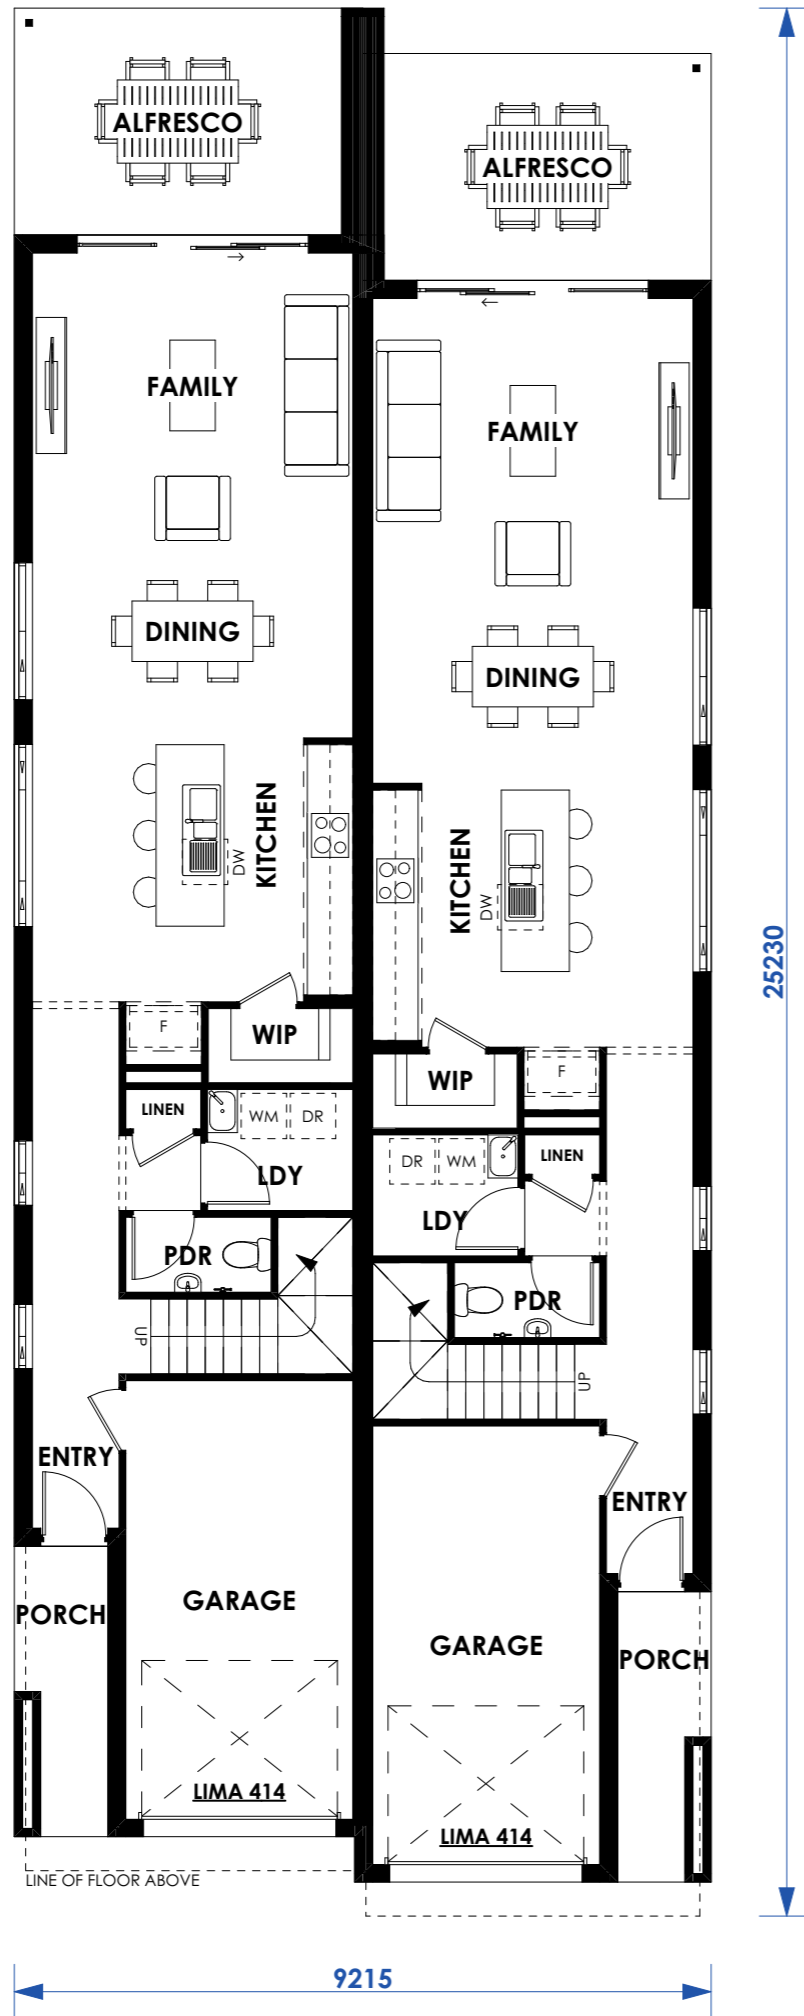 ALFRESCO
ALFRESCO
FAMILY
FAMILY
DINING
DINING
KITCHEN
DW
KITCHEN
DW
25230
F
WIP
F
WIP
LINEN
WM
DR
LDY
DR
WM
LINEN
LDY
PDR
PDR
UP
UP
ENTRY
ENTRY
GARAGE
PORCH
GARAGE
PORCH
LIMA 414
LIMA 414
LINE OF FLOOR ABOVE
9215